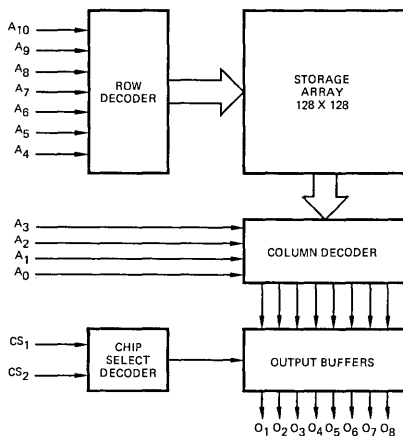 A10
A9
A8
A7
A6
A5
A4
ROW
DECODER
STORAGE
ARRAY
128 X 128
A3
A2
A1
A0
COLUMN DECODER
CS1
CS2
CHIP
SELECT
DECODER
OUTPUT BUFFERS
O1 O2 O3 O4 O5 O6 O7 O8